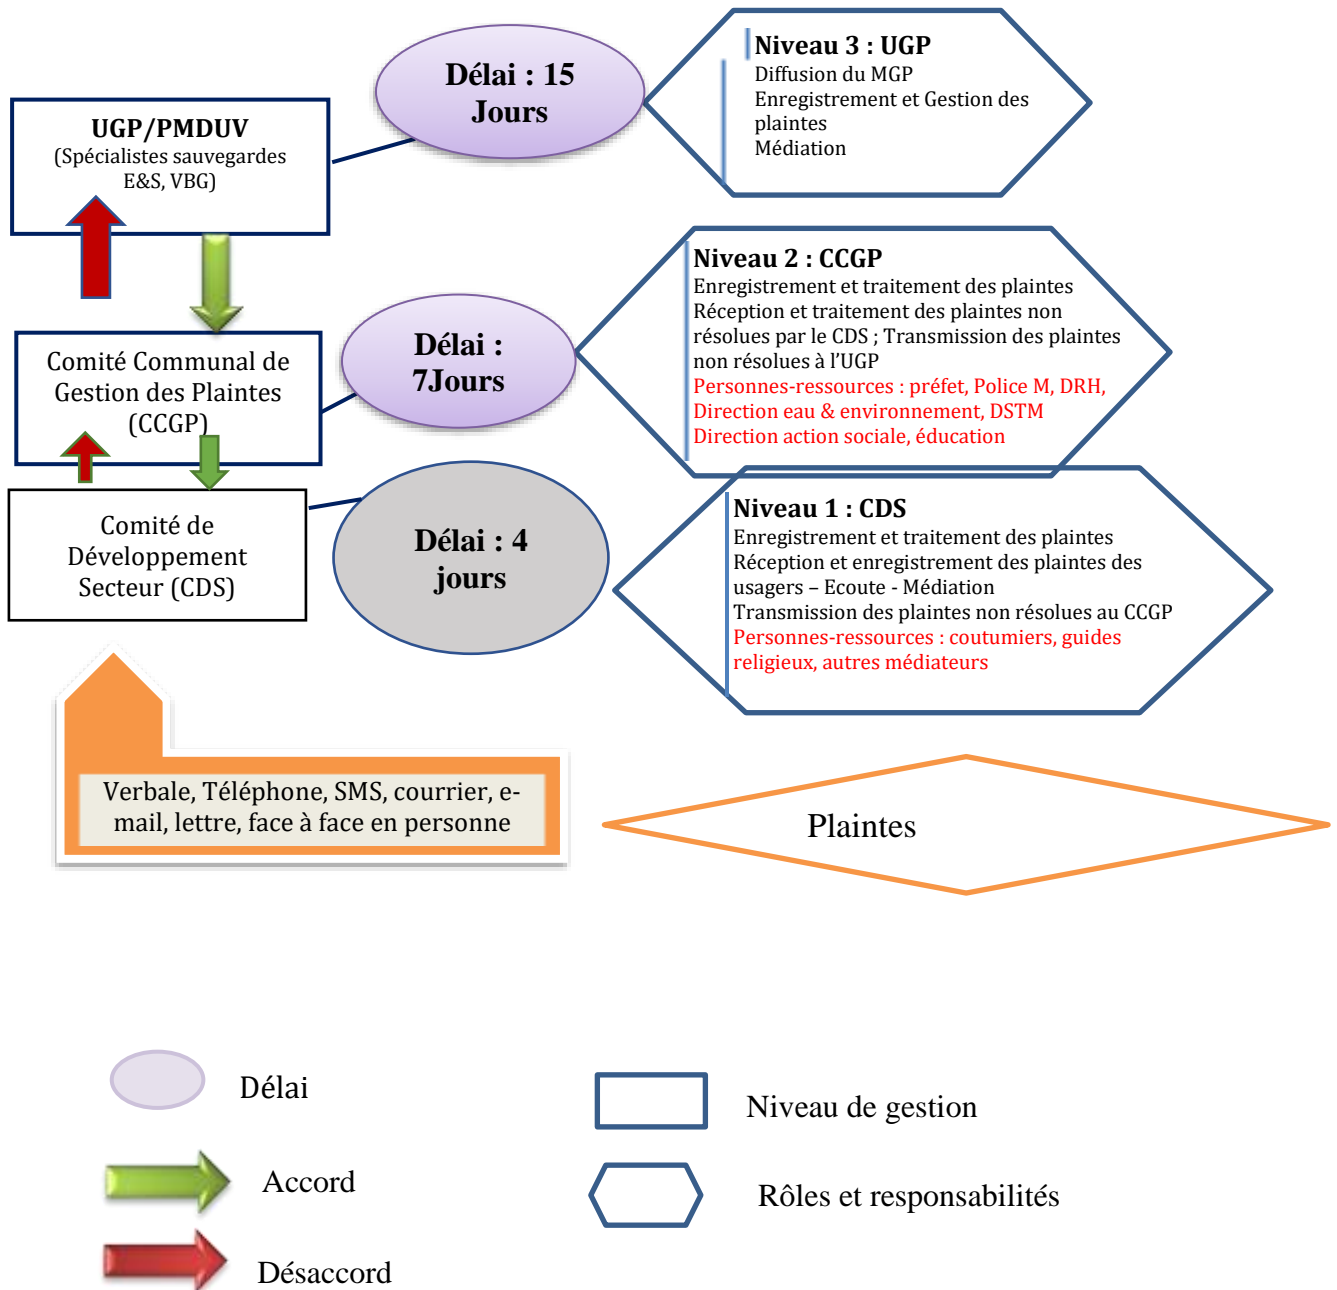 UGP/PMDUV
(Spécialistes sauvegardes
E&S, VBG)
Délai : 15
Jours
Niveau 3 : UGP
Diffusion du MGP
Enregistrement et Gestion des
plaintes
Médiation
Comité Communal de
Gestion des Plaintes
(CCGP)
Délai :
7Jours
Niveau 2 : CCGP
Enregistrement et traitement des plaintes
Réception et traitement des plaintes non
résolues par le CDS ; Transmission des plaintes
non résolues à l’UGP
Personnes-ressources : préfet, Police M, DRH,
Direction eau & environnement, DSTM
Direction action sociale, éducation
Comité de
Développement
Secteur (CDS)
Délai : 4
jours
Niveau 1 : CDS
Enregistrement et traitement des plaintes
Réception et enregistrement des plaintes des
usagers – Ecoute - Médiation
Transmission des plaintes non résolues au CCGP
Personnes-ressources : coutumiers, guides
religieux, autres médiateurs
Verbale, Téléphone, SMS, courrier, e-
mail, lettre, face à face en personne
Plaintes
Délai
Niveau de gestion
Accord
Rôles et responsabilités
Désaccord